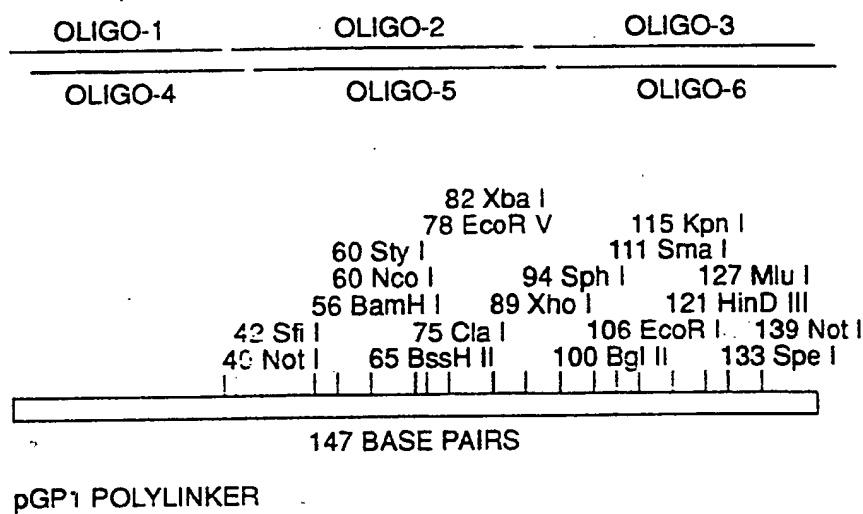 OLIGO-1 OLIGO-2 OLIGO-3
OLIGO-4 OLIGO-5 OLIGO-6
82 Xba I
78 EcoR V 115 Kpn I
60 Sty I 111 Sma I
60 Nco I 94 Sph I 127 Mlu I
56 BamH I 89 Xho I 121 HinD III
42 Sfi I 75 Cla I 106 EcoR I 139 Not I
40 Not I 65 BssH II 100 Bgl II 133 Spe I
147 BASE PAIRS
pGP1 POLYLINKER